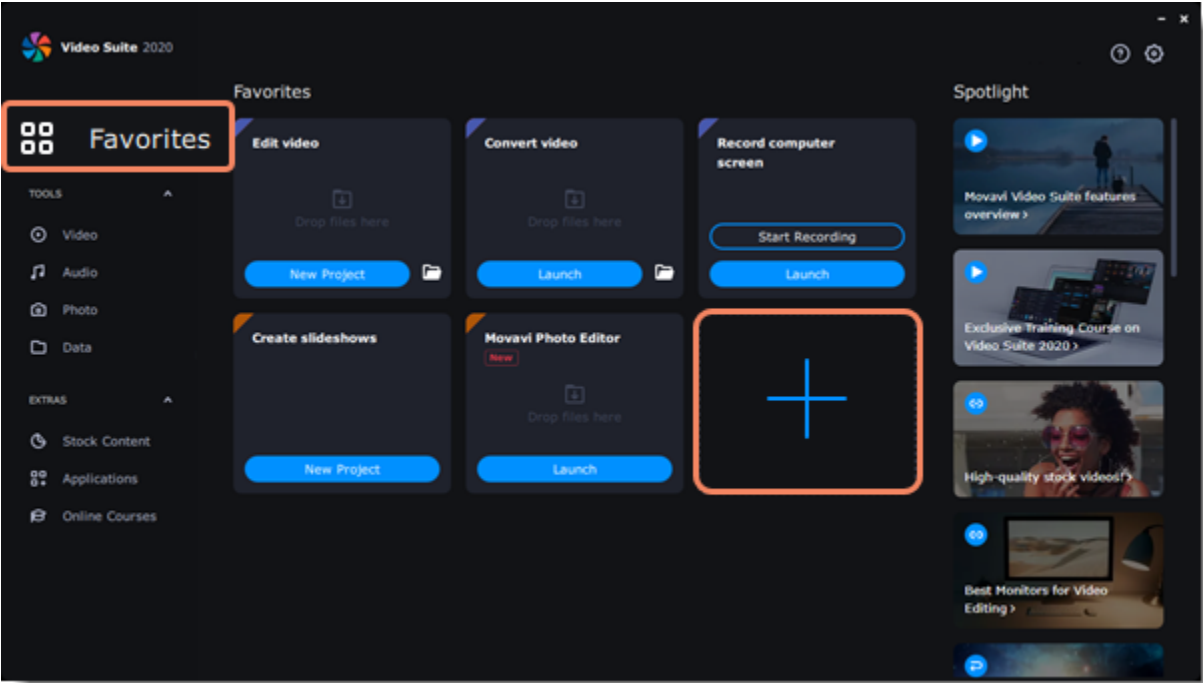 Video Suite 2020
Favorites
TOOLS
Video
Audio
Photo
Data
EXTRAS
Stock Content
Applications
Online Courses
Favorites
Edit video
Drop files here
New Project
Convert video
Drop files here
Launch
Record computer
screen
Start Recording
Launch
Create slideshows
New Project
Movavi Photo Editor
New
Drop files here
Launch
Spotlight
Movavi Video Suite features
overview ›
Exclusive Training Course on
Video Suite 2020 ›
High-quality stock videos! ›
Best Monitors for Video
Editing ›